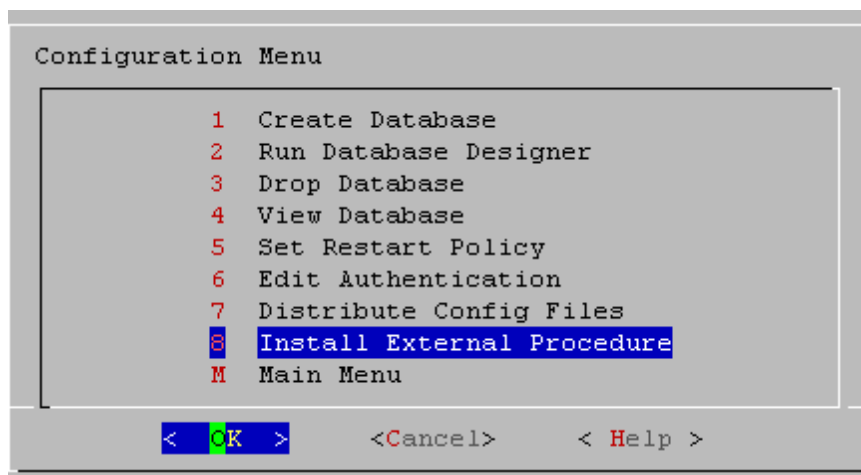 Configuration Menu
1 Create Database
2 Run Database Designer
3 Drop Database
4 View Database
5 Set Restart Policy
6 Edit Authentication
7 Distribute Config Files
8 Install External Procedure
M Main Menu
< OK > <Cancel> < Help >